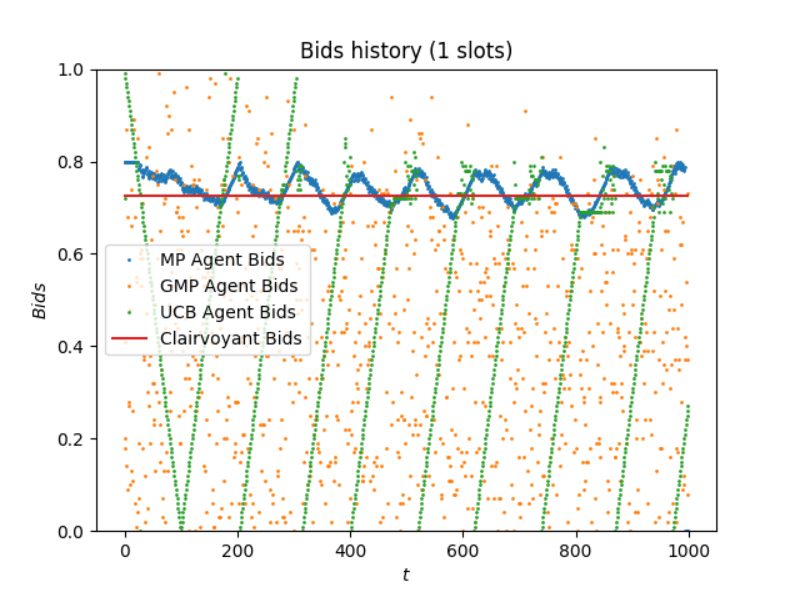 Bids history (1 slots)
1.0
0.8
0.6
0.4
0.2
0.0
Bids
MP Agent Bids
GMP Agent Bids
UCB Agent Bids
Clairvoyant Bids
0
200
400
600
800
1000
t